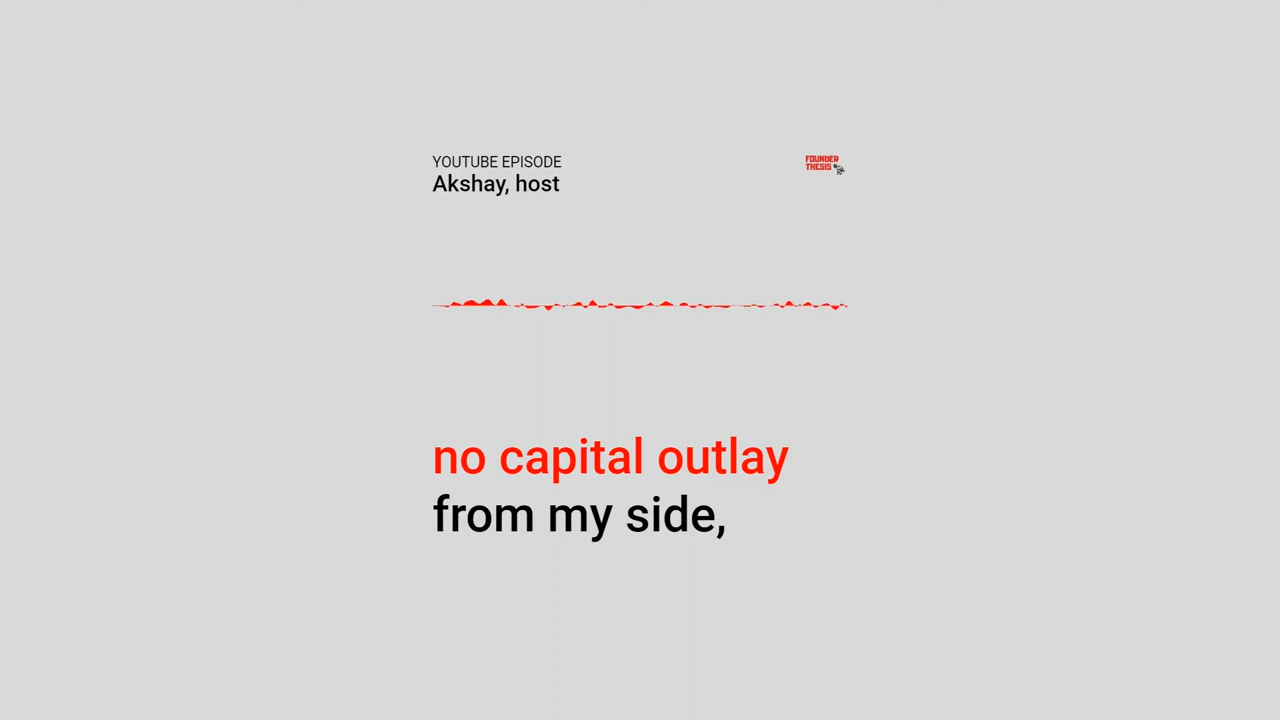 YOUTUBE EPISODE
Akshay, host
FOUNDER
THESIS
no capital outlay
from my side,